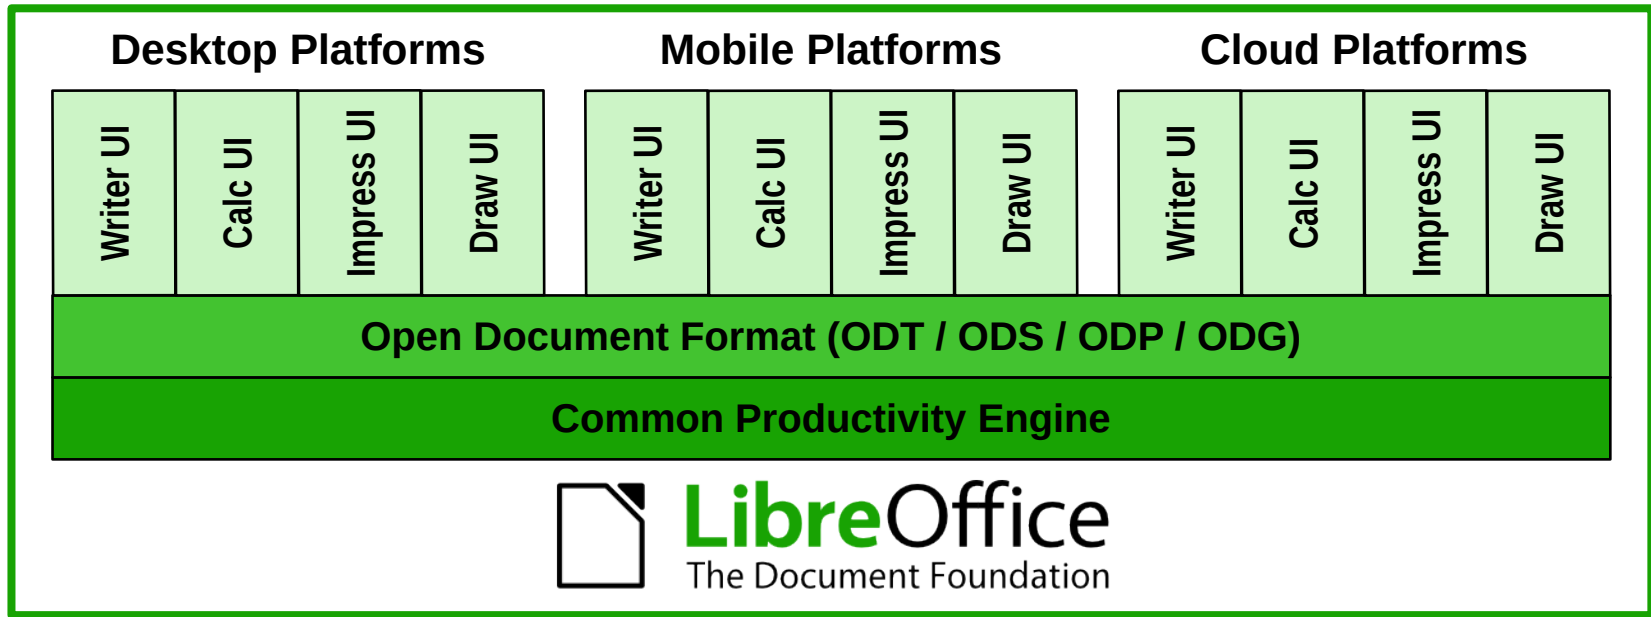 Desktop Platforms
Mobile Platforms
Cloud Platforms
Writer UI
Calc UI
Impress UI
Draw UI
Writer UI
Calc UI
Impress UI
Draw UI
Writer UI
Calc UI
Impress UI
Draw UI
Open Document Format (ODT / ODS / ODP / ODG)
Common Productivity Engine
LibreOffice
The Document Foundation